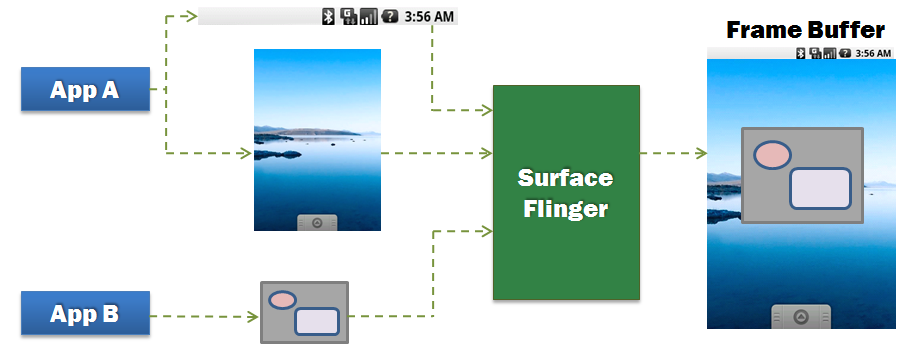 3:56 AM
Frame Buffer
3:56 AM
App A
Surface
Flinger
App B